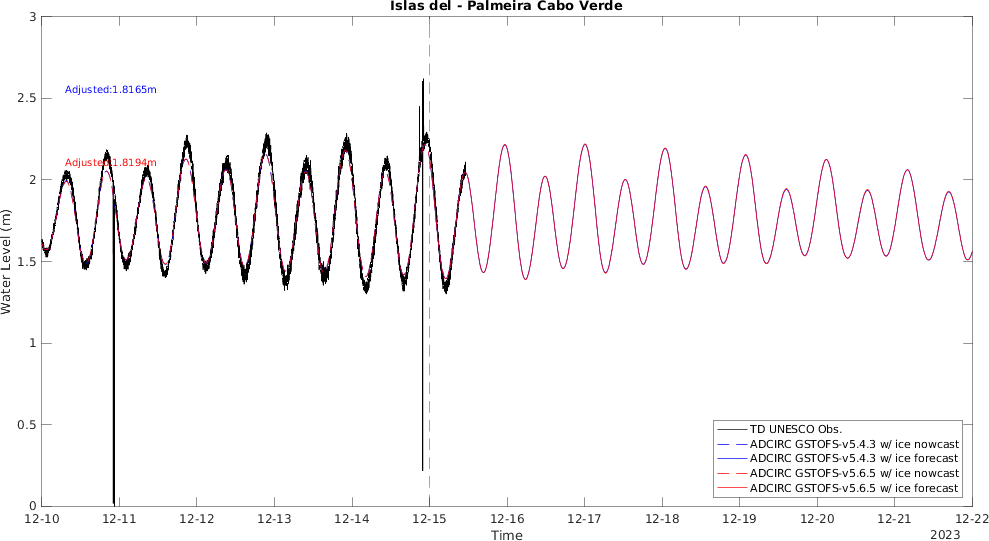 Islas del - Palmeira Cabo Verde
3
2.5
2
1.5
1
0.5
0
Water Level (m)
Adjusted:1.8165m
Adjusted:1.8194m
TD UNESCO Obs.
ADCIRC GSTOFS-v5.4.3 w/ ice nowcast
ADCIRC GSTOFS-v5.4.3 w/ ice forecast
ADCIRC GSTOFS-v5.6.5 w/ ice nowcast
ADCIRC GSTOFS-v5.6.5 w/ ice forecast
12-10 12-11 12-12 12-13 12-14 12-15 12-16 12-17 12-18 12-19 12-20 12-21 12-22
Time
2023